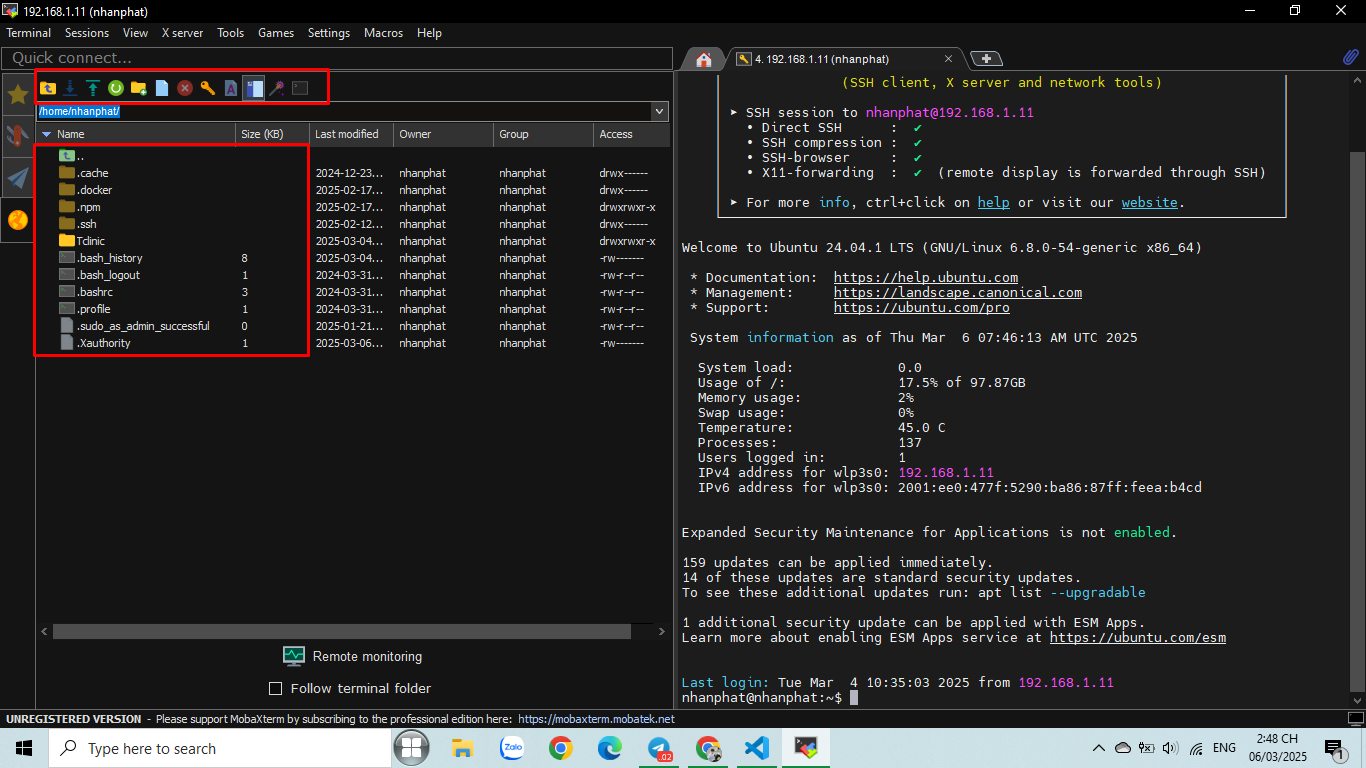 192.168.1.11 (nhanphat)
Terminal Sessions View X server Tools Games Settings Macros Help
Quick connect...
4. 192.168.1.11 (nhanphat)
/home/nhanphat/
Name Size (KB) Last modified Owner Group Access
..
.cache 2024-12-23... nhanphat nhanphat drwx------
.docker 2025-02-17... nhanphat nhanphat drwx------
.npm 2025-02-17... nhanphat nhanphat drwxrwxr-x
.ssh 2025-02-12... nhanphat nhanphat drwx------
Tclinic 2025-03-04... nhanphat nhanphat drwxrwxr-x
.bash_history 8 2025-03-04... nhanphat nhanphat -rw-------
.bash_logout 1 2024-03-31... nhanphat nhanphat -rw-r--r--
.bashrc 3 2024-03-31... nhanphat nhanphat -rw-r--r--
.profile 1 2024-03-31... nhanphat nhanphat -rw-r--r--
.sudo_as_admin_successful 0 2025-01-21... nhanphat nhanphat -rw-r--r--
.Xauthority 1 2025-03-06... nhanphat nhanphat -rw-------
Remote monitoring
Follow terminal folder
(SSH client, X server and network tools)
➤ SSH session to nhanphat@192.168.1.11
• Direct SSH : ✔
• SSH compression : ✔
• SSH-browser : ✔
• X11-forwarding : ✔ (remote display is forwarded through SSH)
➤ For more info, ctrl+click on help or visit our website.
Welcome to Ubuntu 24.04.1 LTS (GNU/Linux 6.8.0-54-generic x86_64)
* Documentation: https://help.ubuntu.com
* Management: https://landscape.canonical.com
* Support: https://ubuntu.com/pro
System information as of Thu Mar 6 07:46:13 AM UTC 2025
System load: 0.0
Usage of /: 17.5% of 97.87GB
Memory usage: 2%
Swap usage: 0%
Temperature: 45.0 C
Processes: 137
Users logged in: 1
IPv4 address for wlp3s0: 192.168.1.11
IPv6 address for wlp3s0: 2001:ee0:477f:5290:ba86:87ff:feea:b4cd
Expanded Security Maintenance for Applications is not enabled.
159 updates can be applied immediately.
14 of these updates are standard security updates.
To see these additional updates run: apt list --upgradable
1 additional security update can be applied with ESM Apps.
Learn more about enabling ESM Apps service at https://ubuntu.com/esm
Last login: Tue Mar 4 10:35:03 2025 from 192.168.1.11
nhanphat@nhanphat:~$
UNREGISTERED VERSION - Please support MobaXterm by subscribing to the professional edition here: https://mobaxterm.mobatek.net
Type here to search
Zalo
.02
ENG
2:48 CH
06/03/2025
1